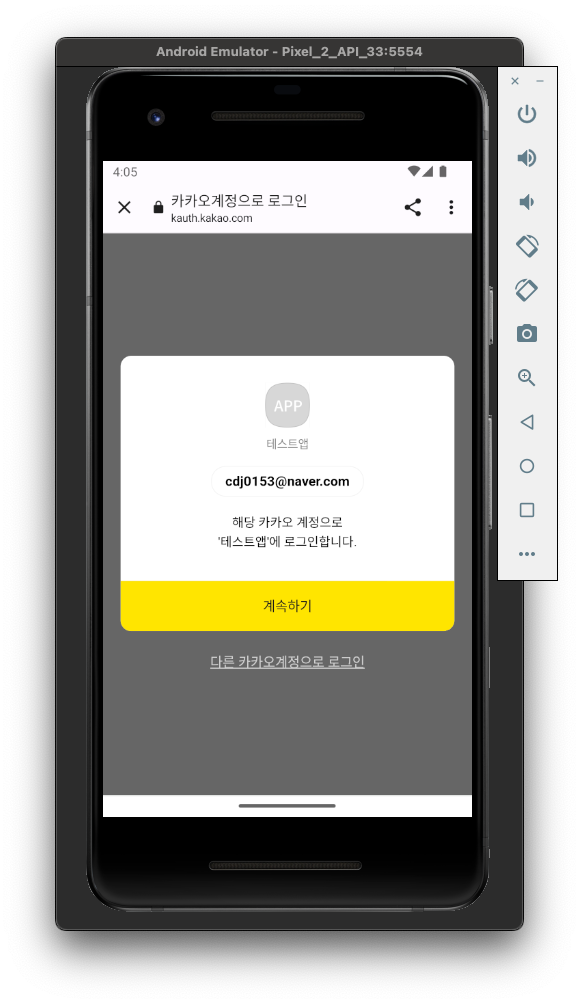 Android Emulator - Pixel_2_API_33:5554
4:05
카카오계정으로 로그인
kauth.kakao.com
APP
테스트앱
cdj0153@naver.com
해당 카카오 계정으로
'테스트앱'에 로그인합니다.
계속하기
다른 카카오계정으로 로그인